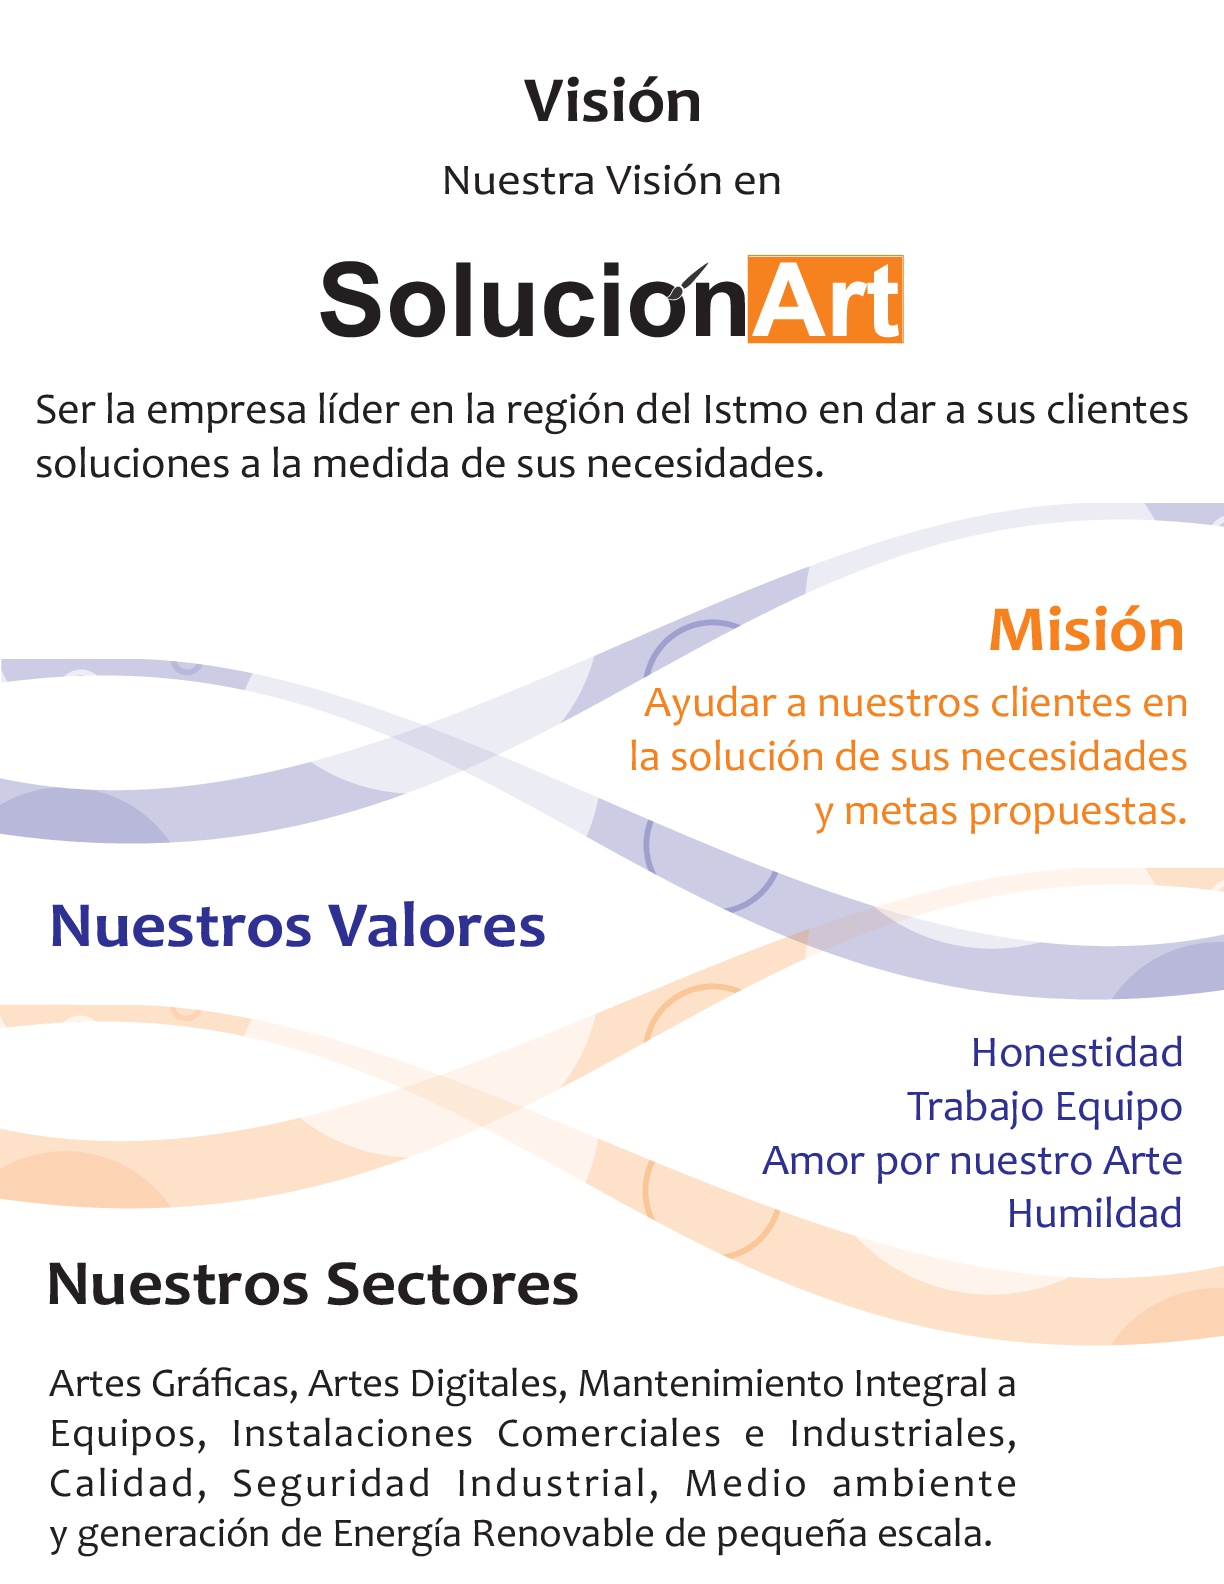 Visión
Nuestra Visión en
SolucionArt
Ser la empresa líder en la región del Istmo en dar a sus clientes
soluciones a la medida de sus necesidades.
Misión
Ayudar a nuestros clientes en
la solución de sus necesidades
y metas propuestas.
Nuestros Valores
Honestidad
Trabajo Equipo
Amor por nuestro Arte
Humildad
Nuestros Sectores
Artes Gráficas, Artes Digitales, Mantenimiento Integral a
Equipos, Instalaciones Comerciales e Industriales,
Calidad, Seguridad Industrial, Medio ambiente
y generación de Energía Renovable de pequeña escala.